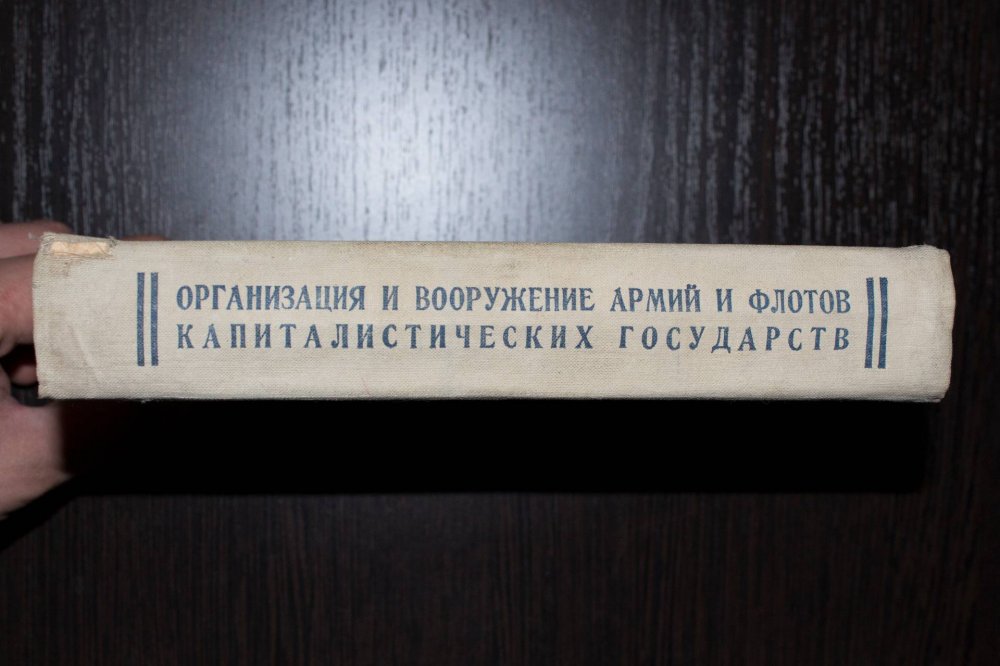 ОРГАНИЗАЦИЯ И ВООРУЖЕНИЕ АРМИЙ И ФЛОТОВ
КАПИТАЛИСТИЧЕСКИХ ГОСУДАРСТВ